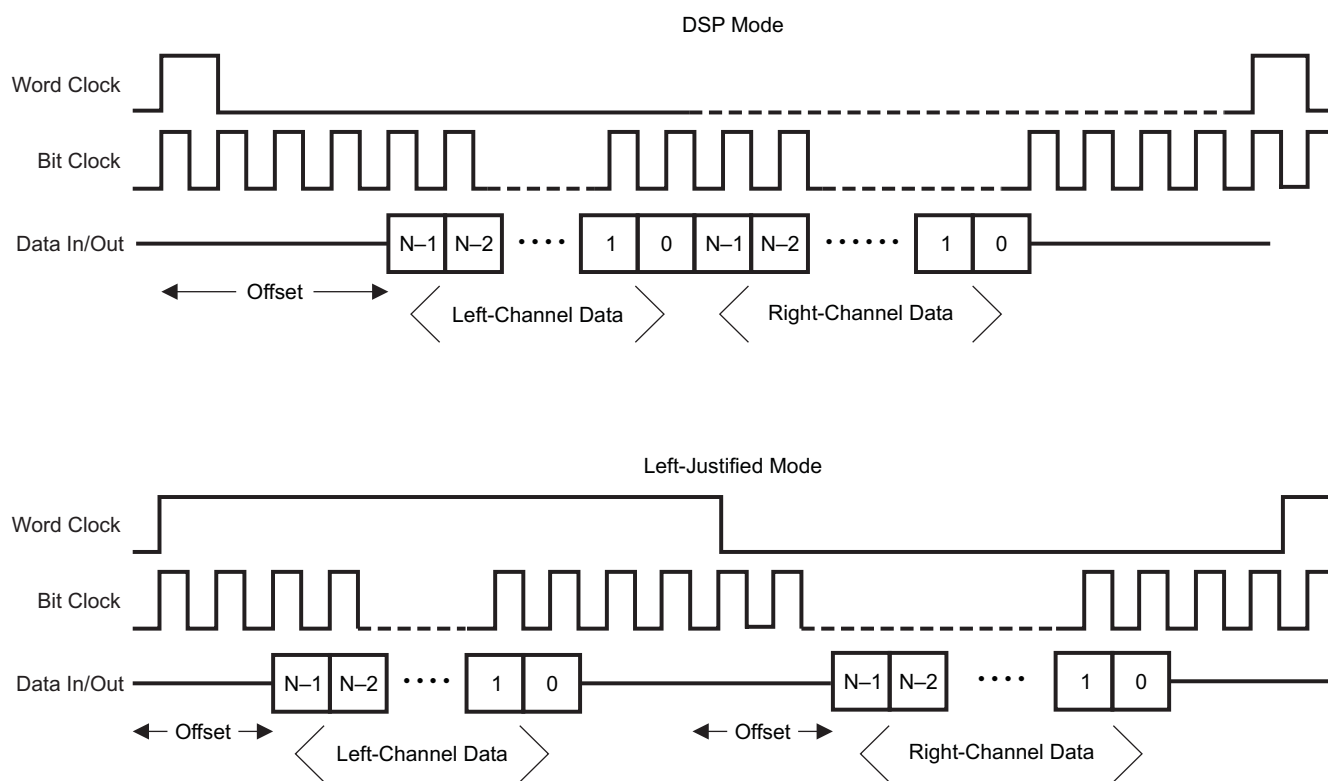 DSP Mode
Word Clock
Bit Clock
Data In/Out
N–1 N–2 •••• 1 0 N–1 N–2 •••••• 1 0
Offset
Left-Channel Data
Right-Channel Data
Left-Justified Mode
Word Clock
Bit Clock
Data In/Out
N–1 N–2 •••• 1 0 N–1 N–2 •••• 1 0
Offset
Offset
Left-Channel Data
Right-Channel Data